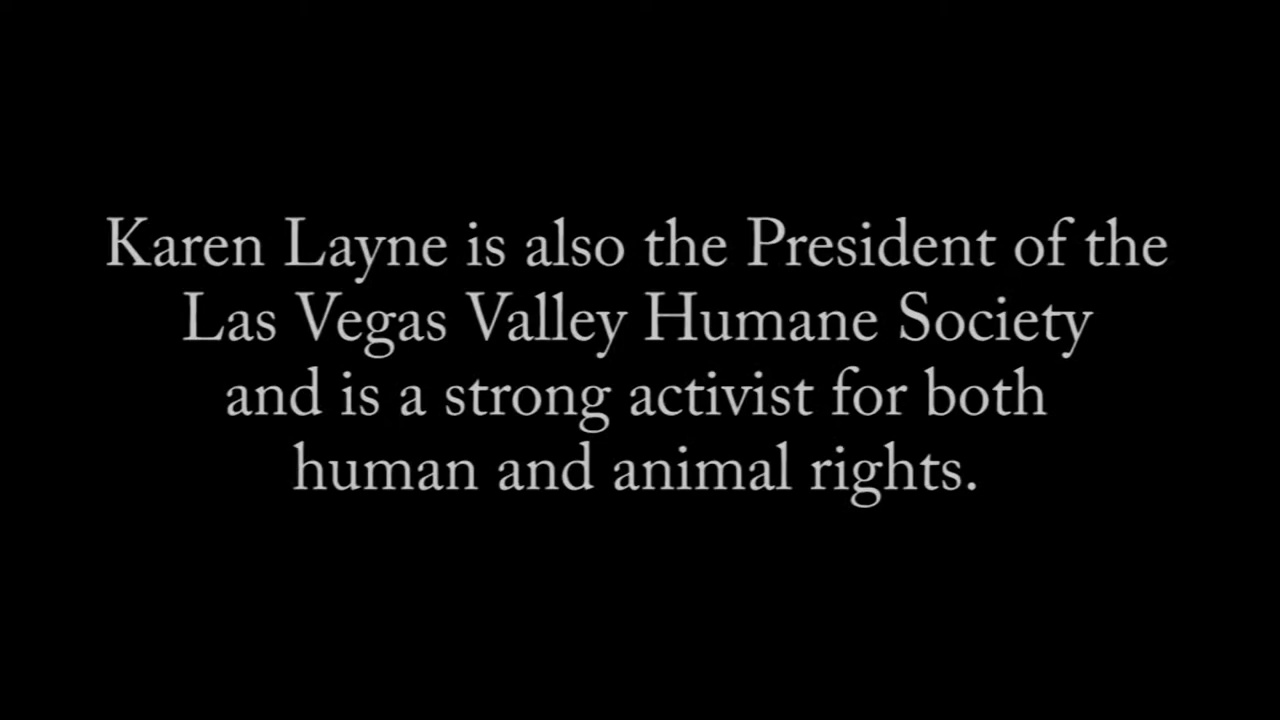 Karen Layne is also the President of the
Las Vegas Valley Humane Society
and is a strong activist for both
human and animal rights.